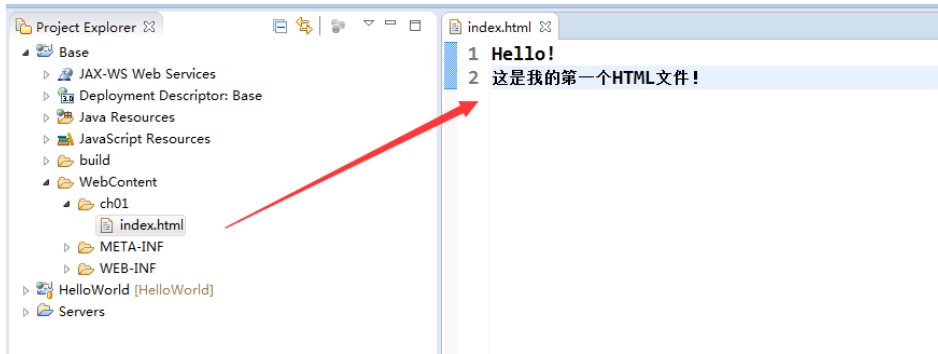 Project Explorer
Base
JAX-WS Web Services
Deployment Descriptor: Base
Java Resources
JavaScript Resources
build
WebContent
ch01
index.html
META-INF
WEB-INF
HelloWorld [HelloWorld]
Servers
index.html
1 Hello!
2 这是我的第一个HTML文件!